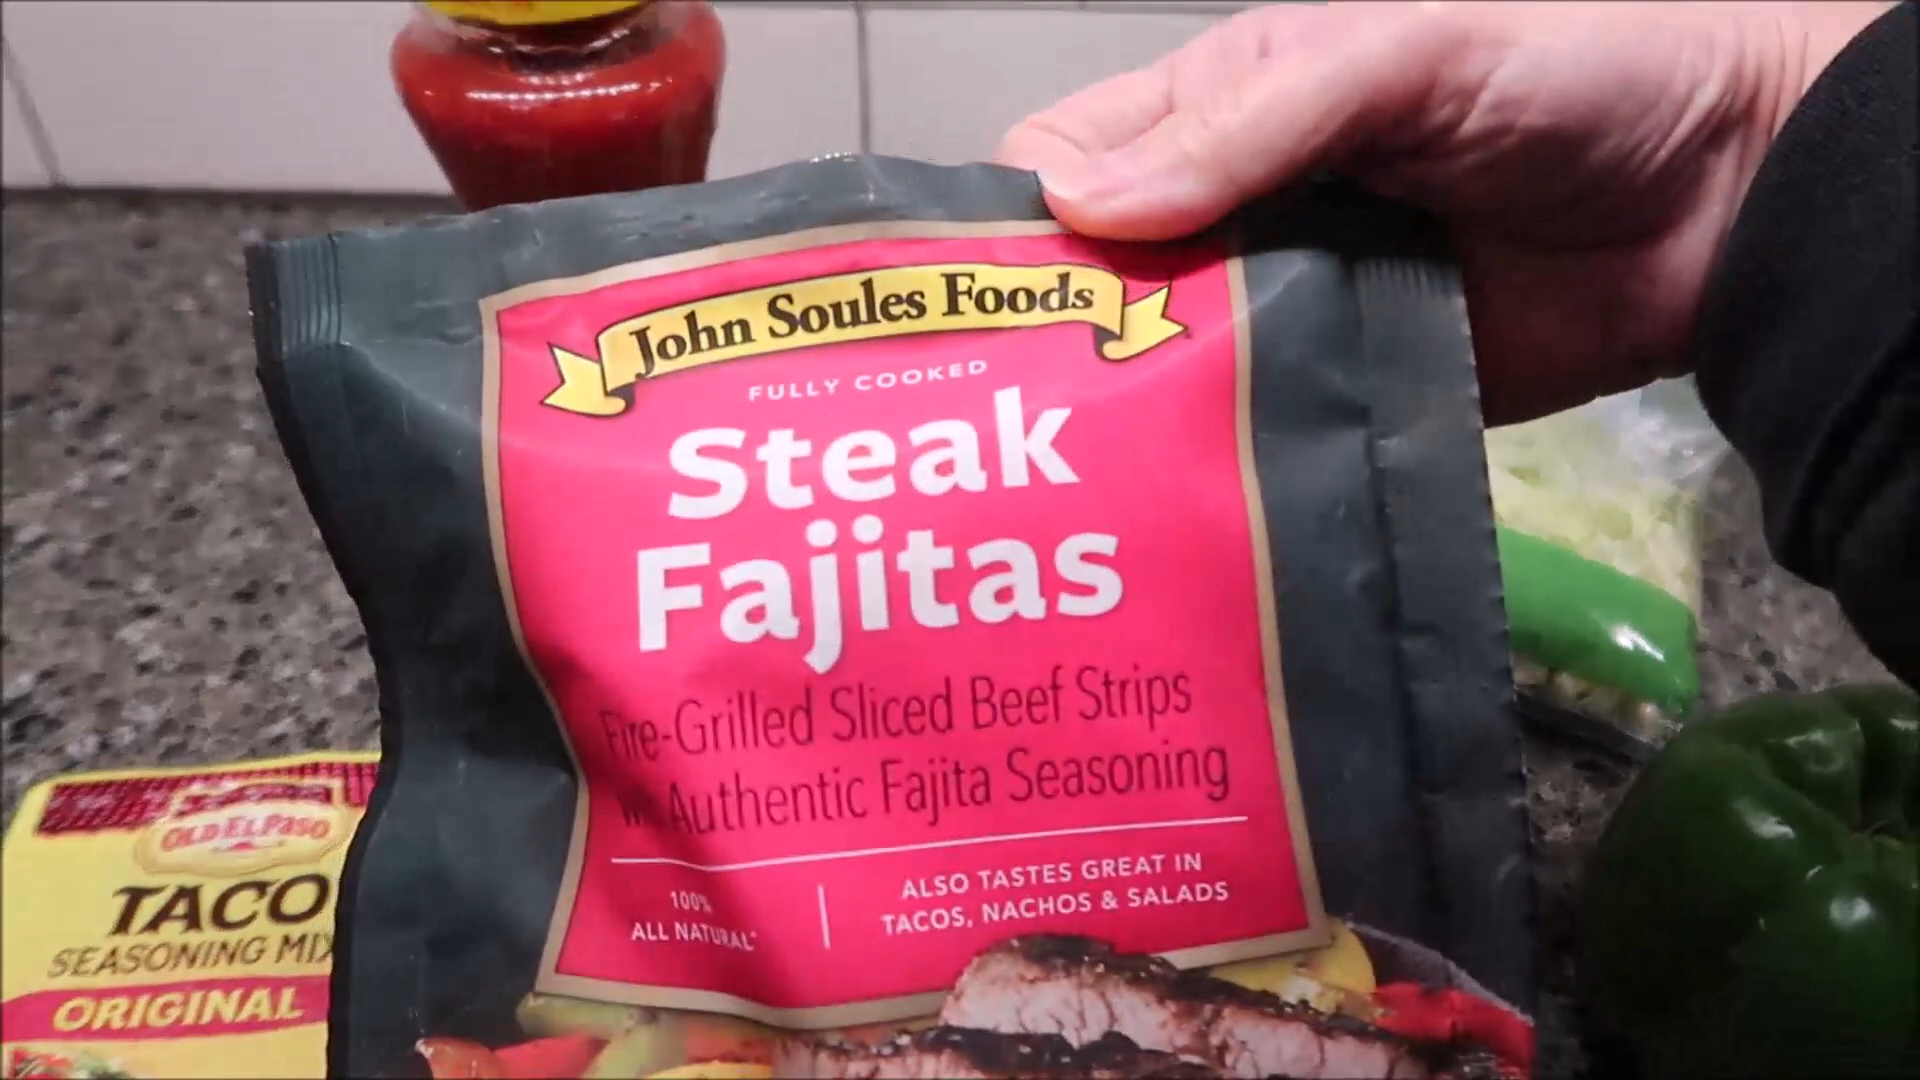 John Soules Foods
FULLY COOKED
Steak
Fajitas
Fire-Grilled Sliced Beef Strips
Authentic Fajita Seasoning
100%
ALL NATURAL*
ALSO TASTES GREAT IN
TACOS, NACHOS & SALADS
OLD EL PASO
TACO
SEASONING MIX
ORIGINAL